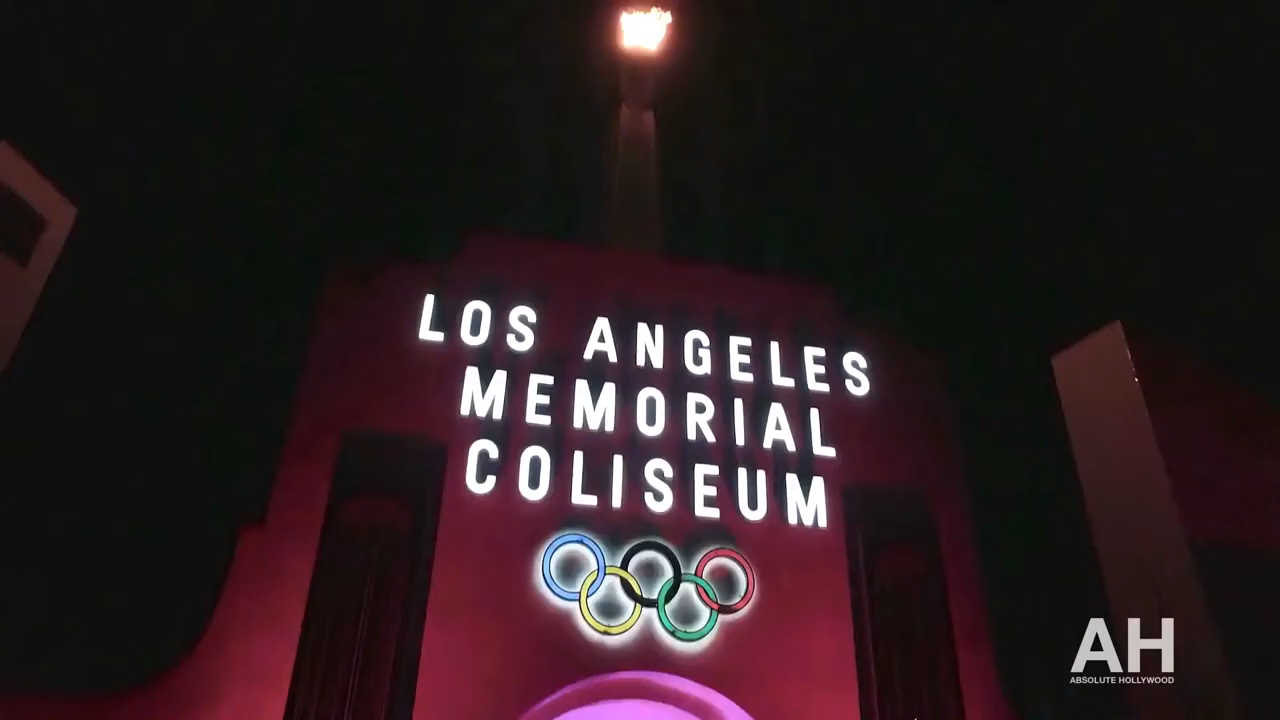 LOS ANGELES
MEMORIAL
COLISEUM
AH
ABSOLUTE HOLLYWOOD